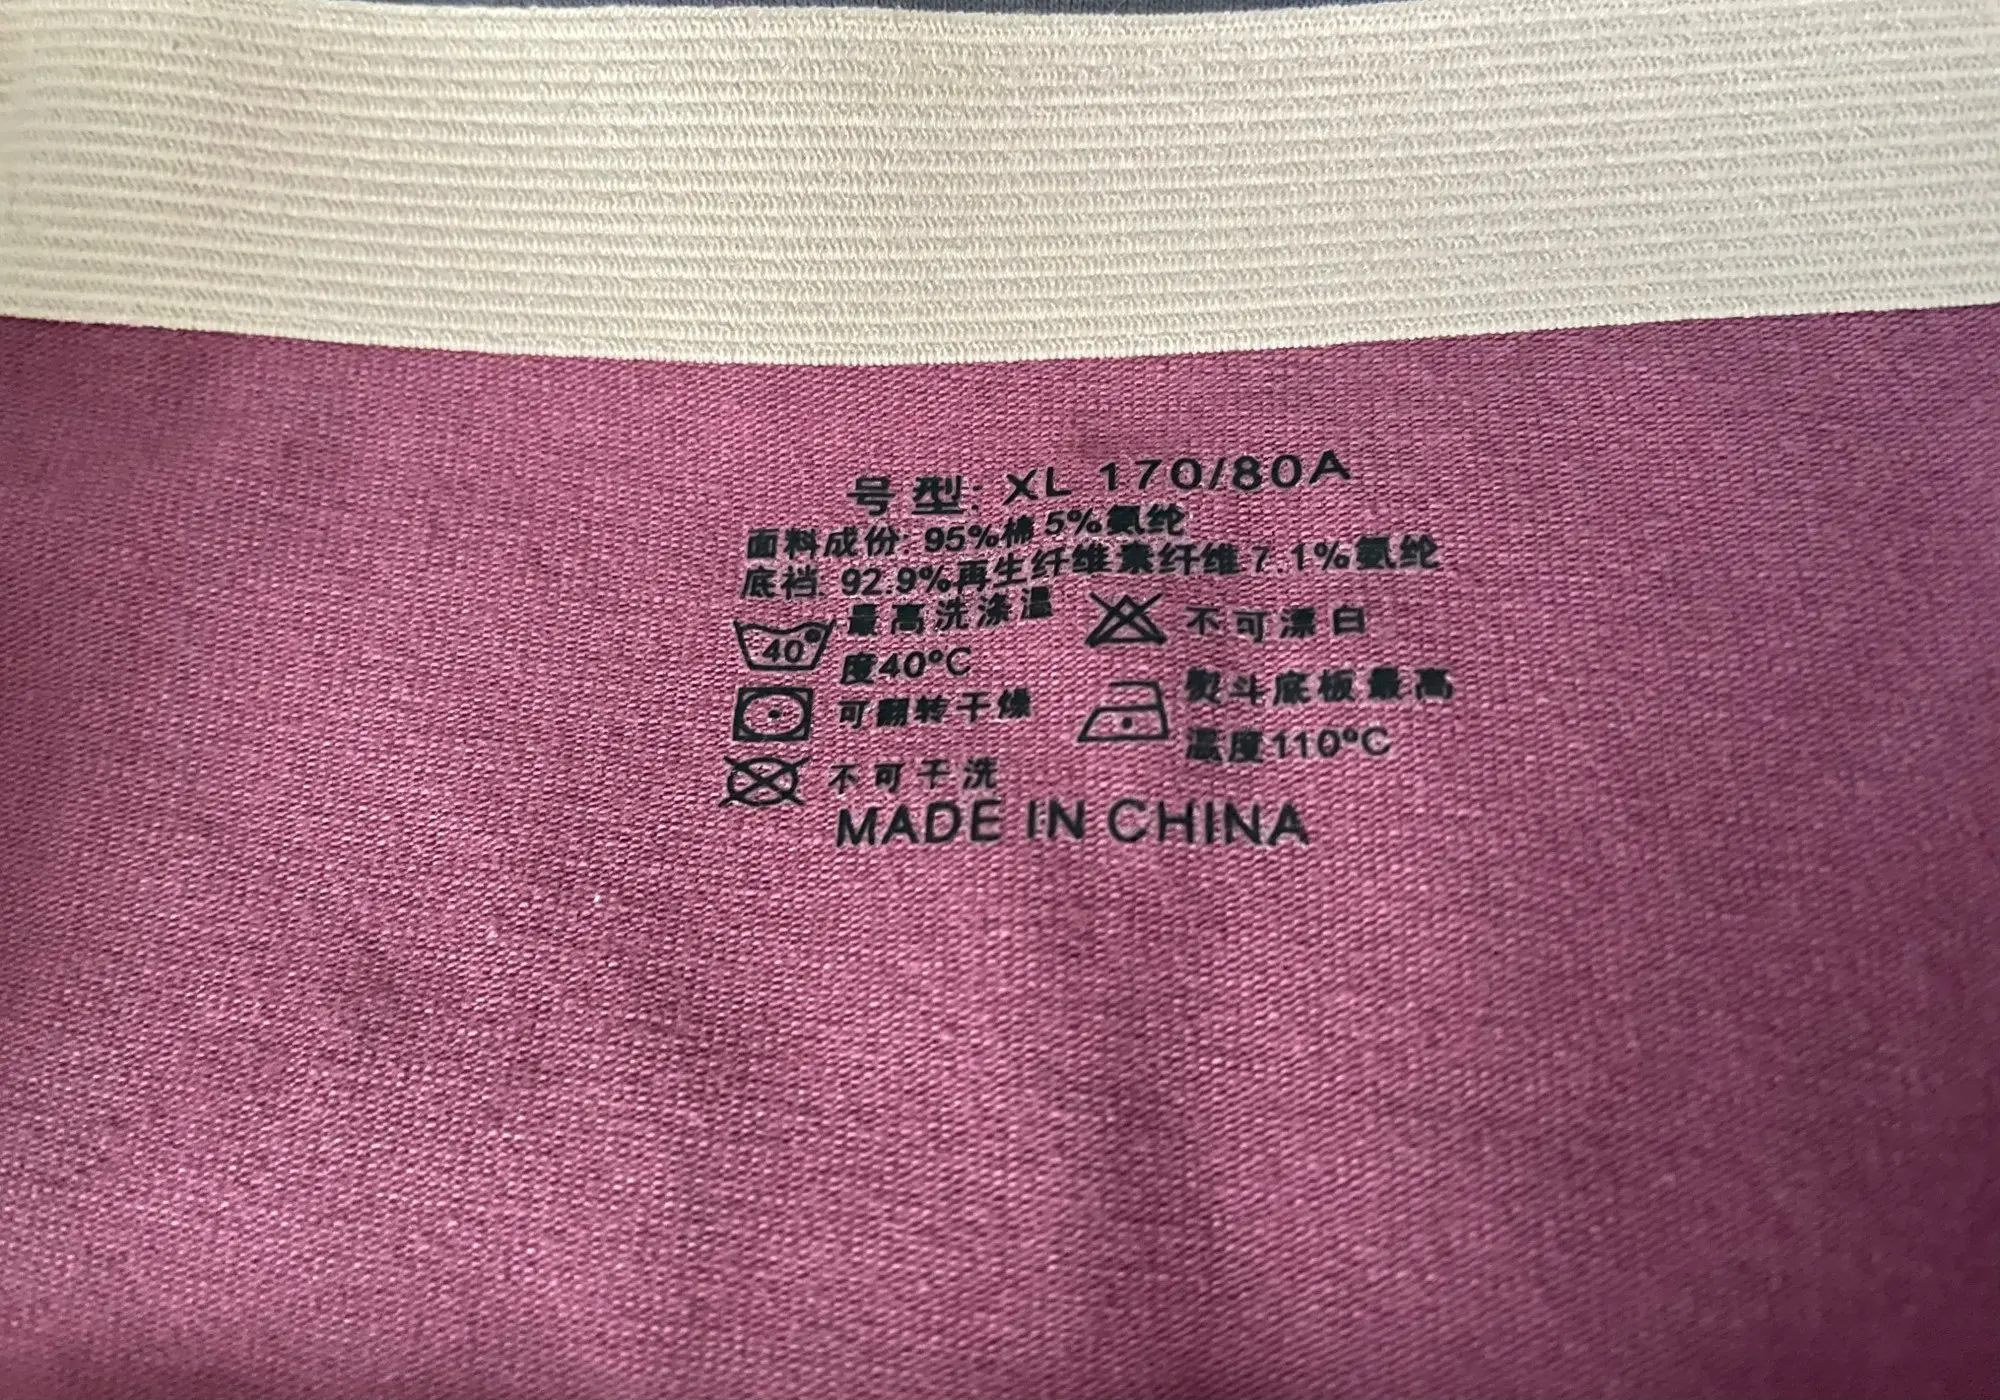 号型: XL 170/80A
面料成份: 95%棉 5%氨纶
底裆: 92.9%再生纤维素纤维 7.1%氨纶
40 最高洗涤温
度40°C
不可漂白
可翻转干燥
熨斗底板最高
温度110°C
不可干洗
MADE IN CHINA